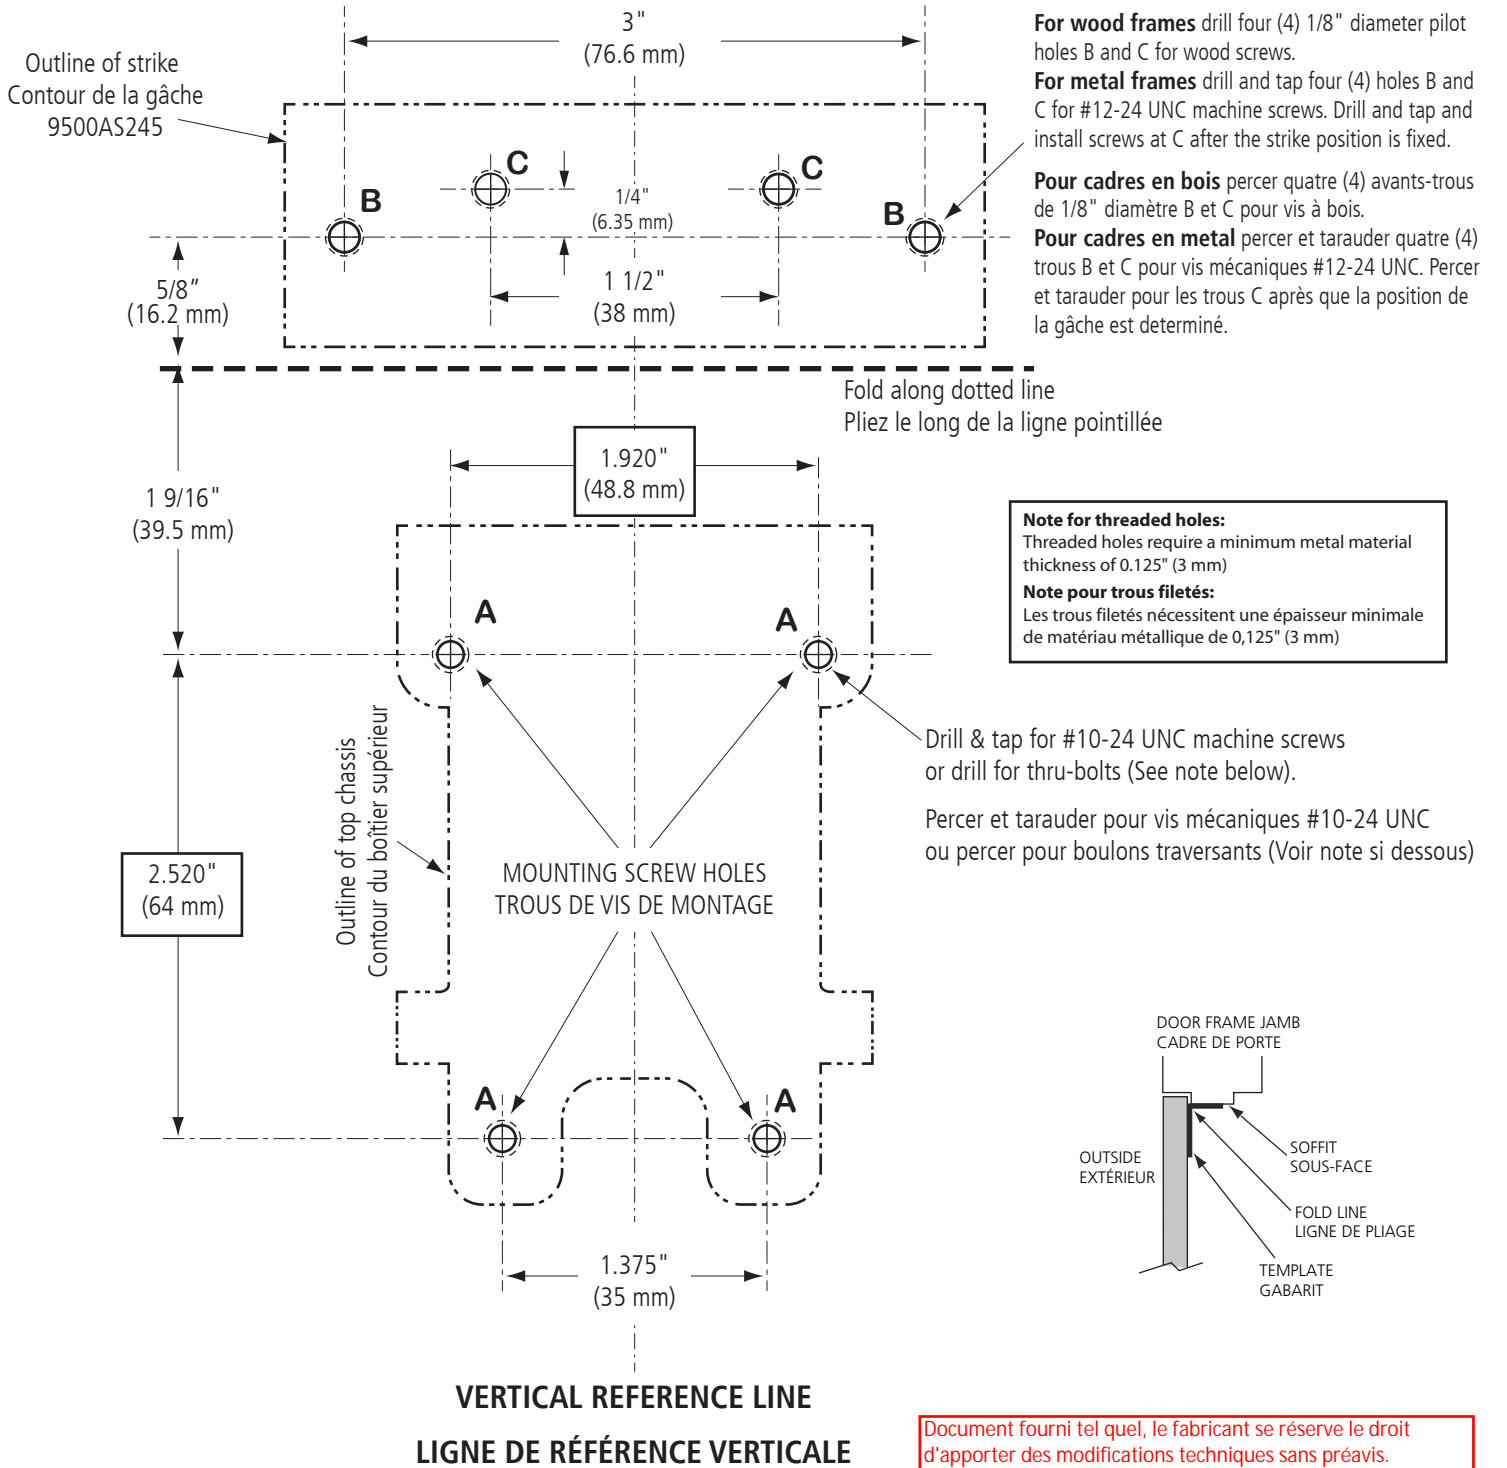 3"
(76.6 mm)
Outline of strike
Contour de la gâche
9500AS245
For wood frames drill four (4) 1/8" diameter pilot
holes B and C for wood screws.
For metal frames drill and tap four (4) holes B and
C for #12-24 UNC machine screws. Drill and tap and
install screws at C after the strike position is fixed.
Pour cadres en bois percer quatre (4) avants-trous
de 1/8" diamètre B et C pour vis à bois.
Pour cadres en metal percer et tarauder quatre (4)
trous B et C pour vis mécaniques #12-24 UNC. Percer
et tarauder pour les trous C après que la position de
la gâche est determiné.
C
C
B
B
1/4"
(6.35 mm)
5/8”
(16.2 mm)
1 1/2"
(38 mm)
Fold along dotted line
Pliez le long de la ligne pointillée
1.920"
(48.8 mm)
1 9/16"
(39.5 mm)
Note for threaded holes:
Threaded holes require a minimum metal material
thickness of 0.125" (3 mm)
Note pour trous filetés:
Les trous filetés nécessitent une épaisseur minimale
de matériau métallique de 0,125" (3 mm)
A
A
Drill & tap for #10-24 UNC machine screws
or drill for thru-bolts (See note below).
Percer et tarauder pour vis mécaniques #10-24 UNC
ou percer pour boulons traversants (Voir note si dessous)
Outline of top chassis
Contour du boîtier supérieur
2.520"
(64 mm)
MOUNTING SCREW HOLES
TROUS DE VIS DE MONTAGE
A
A
1.375"
(35 mm)
DOOR FRAME JAMB
CADRE DE PORTE
OUTSIDE
EXTÉRIEUR
SOFFIT
SOUS-FACE
FOLD LINE
LIGNE DE PLIAGE
TEMPLATE
GABARIT
VERTICAL REFERENCE LINE
LIGNE DE RÉFÉRENCE VERTICALE
Document fourni tel quel, le fabricant se réserve le droit
d'apporter des modifications techniques sans préavis.